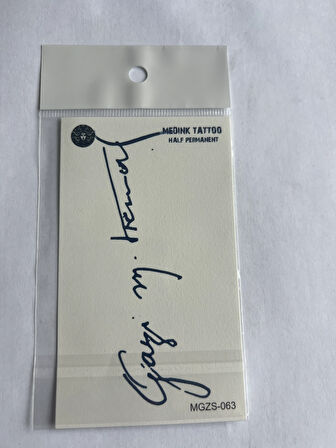 MEDINK TATTOO
HALF PERMANENT
Gazi m. Kemal
MGZS-063